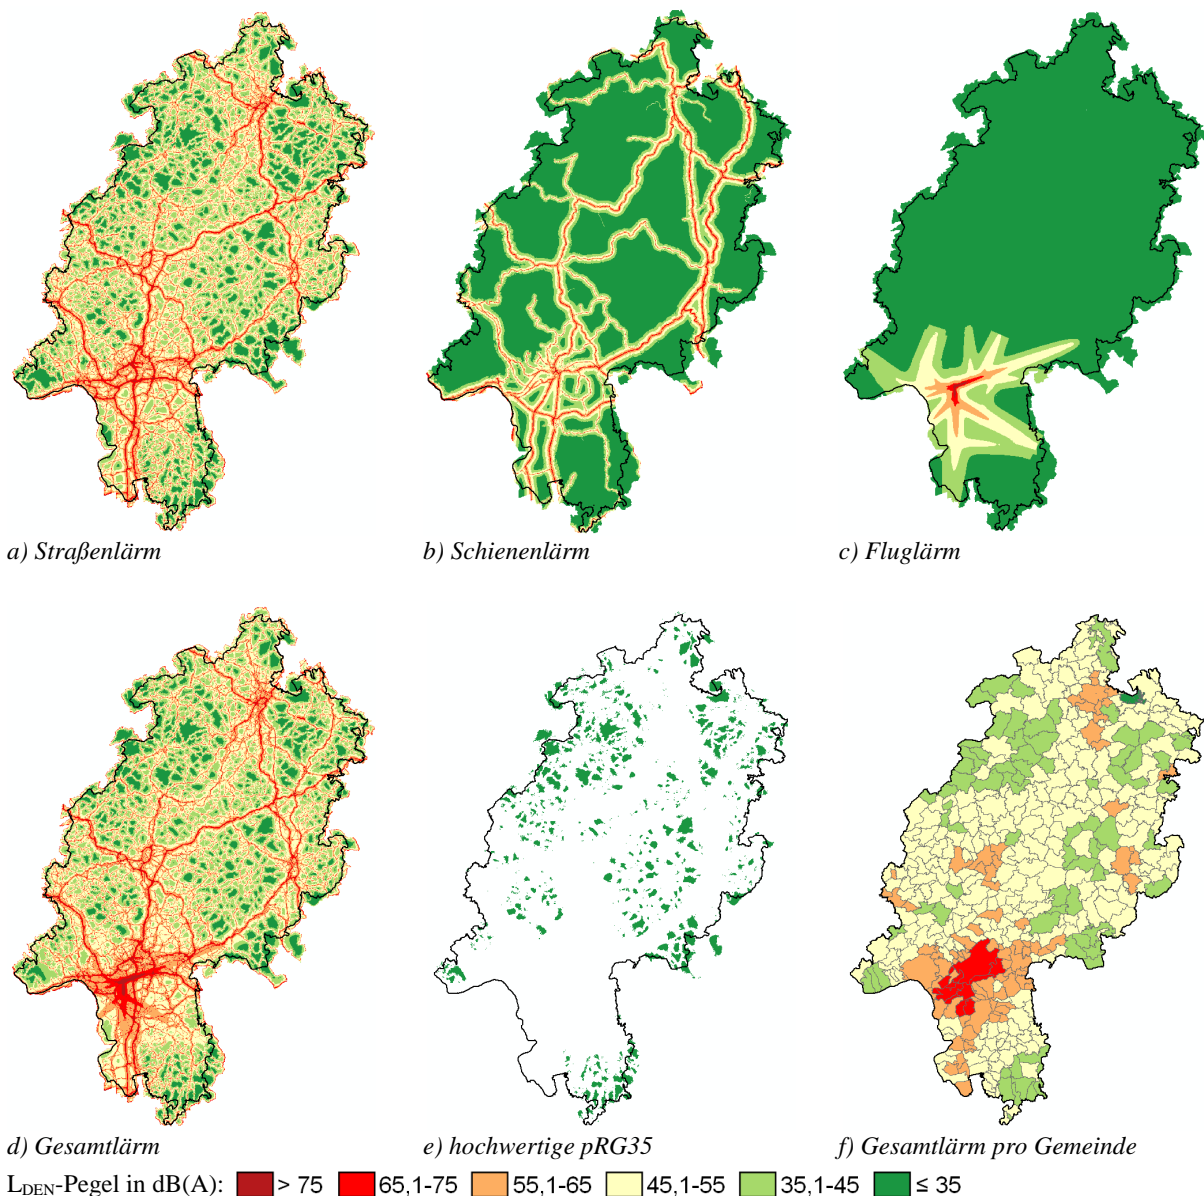 a) Straßenlärm
b) Schienenlärm
c) Fluglärm
d) Gesamtlärm
e) hochwertige pRG35
f) Gesamtlärm pro Gemeinde
LDEN-Pegel in dB(A): > 75 65,1-75 55,1-65 45,1-55 35,1-45 ≤ 35